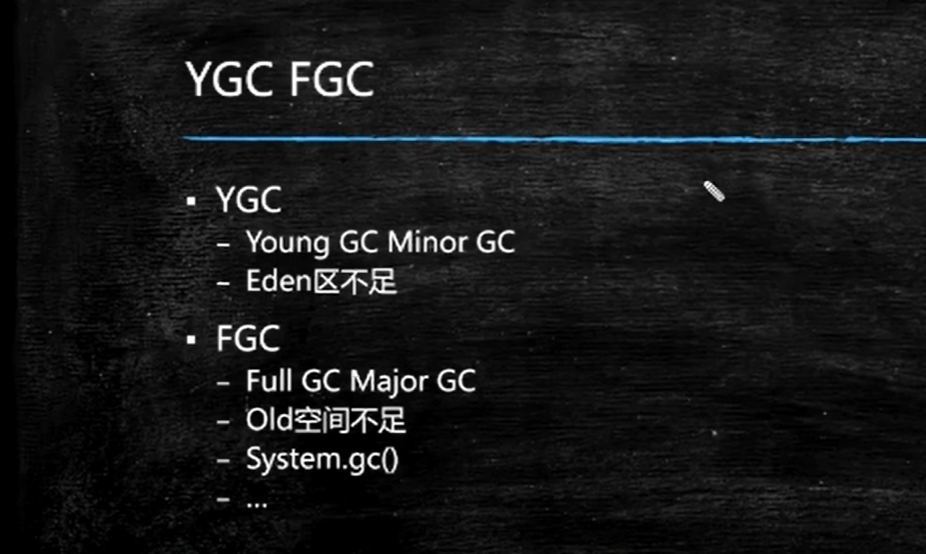 YGC FGC
▪ YGC
– Young GC Minor GC
– Eden区不足
▪ FGC
– Full GC Major GC
– Old空间不足
– System.gc()
– ...